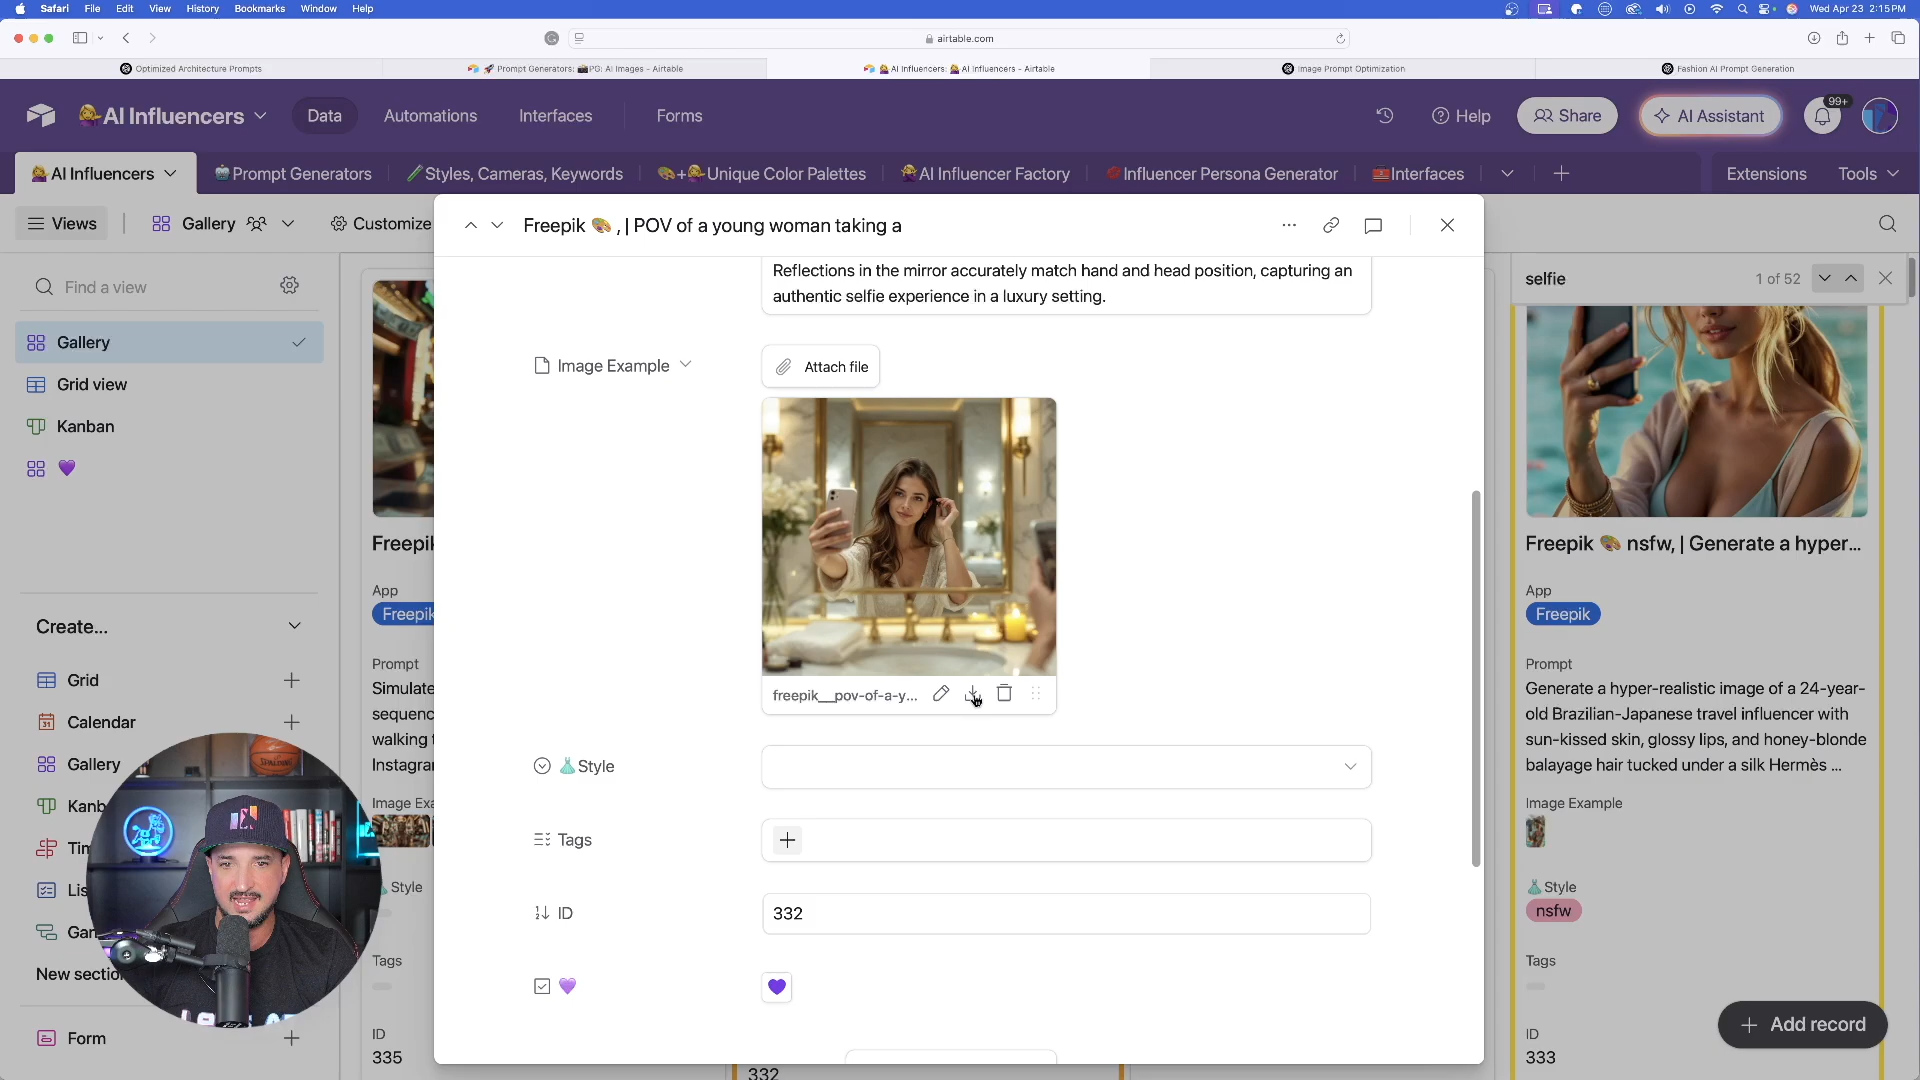 Safari File Edit View History Bookmarks Window Help
Wed Apr 23 2:15 PM
airtable.com
Optimized Architecture Prompts
🚀 Prompt Generators: 📸PG: AI Images - Airtable
🙋‍♀️ AI Influencers: 🙋‍♀️ AI Influencers - Airtable
Image Prompt Optimization
Fashion AI Prompt Generation
AI Influencers
Data
Automations
Interfaces
Forms
Help
Share
AI Assistant
99+
AI Influencers
Prompt Generators
Styles, Cameras, Keywords
Unique Color Palettes
AI Influencer Factory
Influencer Persona Generator
Interfaces
Extensions
Tools
Views
Gallery
Customize
Find a view
Gallery
Grid view
Kanban
💜
Create...
Grid
Calendar
Gallery
Kanb
Tim
Lis
Gan
New sectio
Form
Freepik
App
Freepik
Prompt
Simulate
sequenc
walking t
Instagra
Image Exa
Style
Tags
ID
335
332
Freepik 🎨 , | POV of a young woman taking a
Reflections in the mirror accurately match hand and head position, capturing an
authentic selfie experience in a luxury setting.
Image Example
Attach file
freepik__pov-of-a-y...
👗Style
Tags
ID
332
selfie
1 of 52
Freepik 🎨 nsfw, | Generate a hyper...
App
Freepik
Prompt
Generate a hyper-realistic image of a 24-year-
old Brazilian-Japanese travel influencer with
sun-kissed skin, glossy lips, and honey-blonde
balayage hair tucked under a silk Hermès ...
Image Example
👗Style
nsfw
Tags
ID
333
Add record
SPALDING